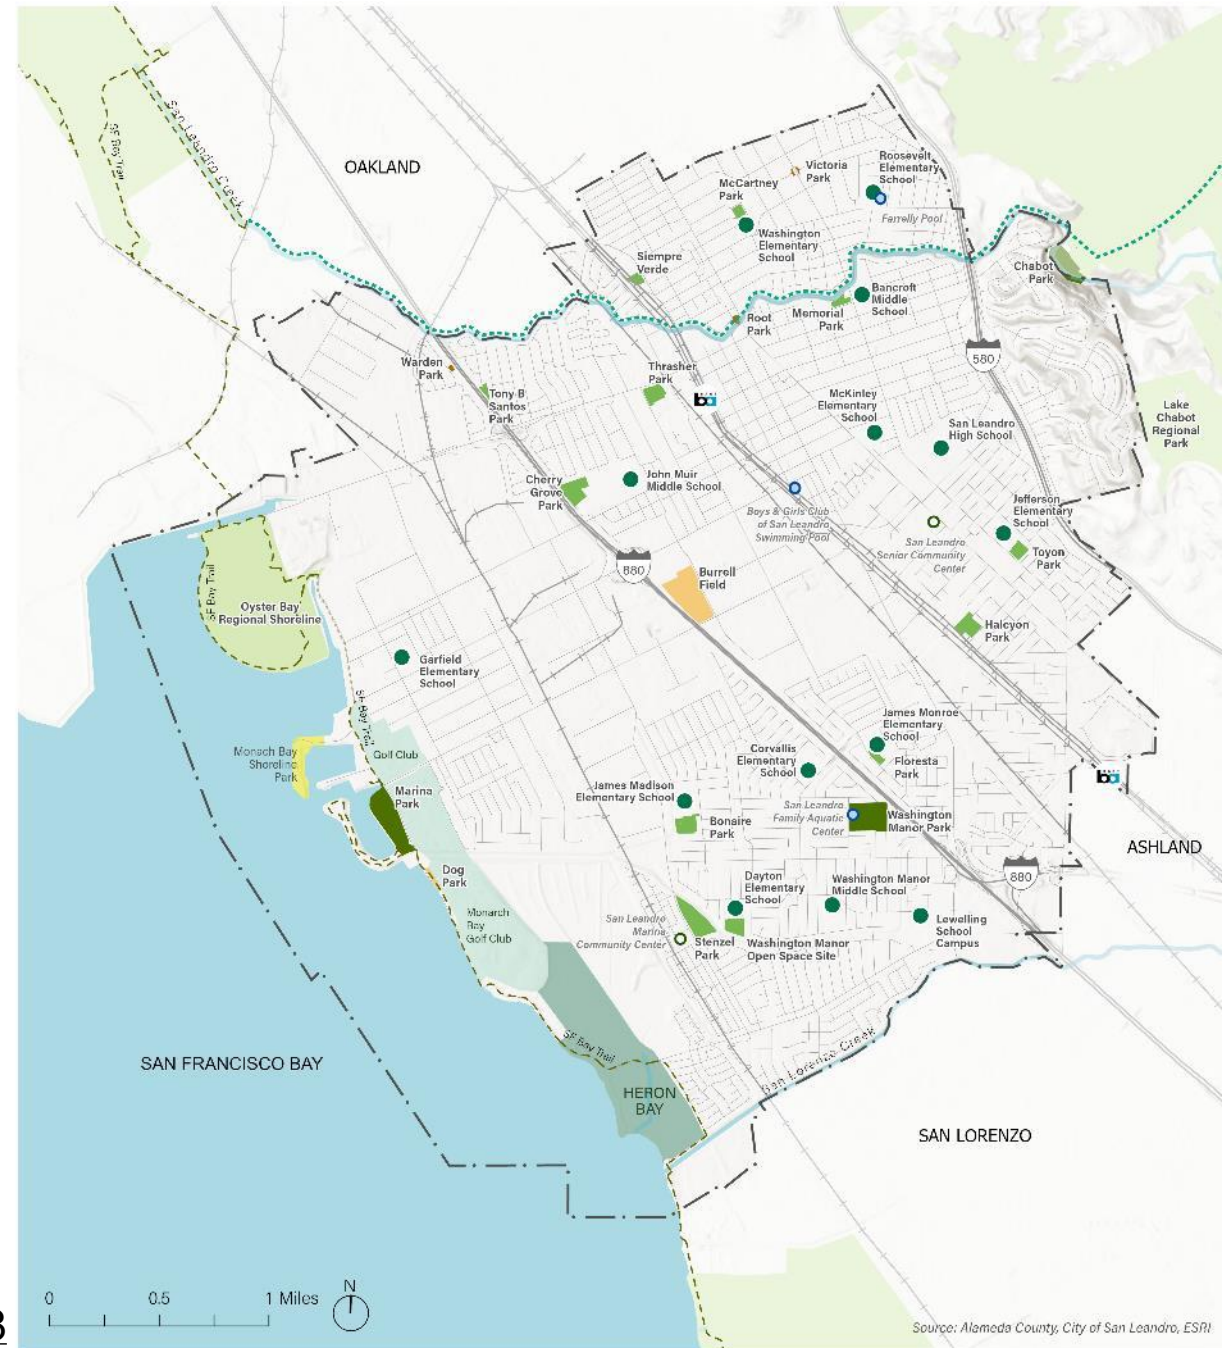 SF Bay Trail
San Leandro Creek
OAKLAND
Victoria
Park
Roosevelt
Elementary
School
McCartney
Park
Farrelly Pool
Washington
Elementary
School
Siempre
Verde
Chabot
Park
Bancroft
Middle
School
Memorial
Park
Root
Park
580
Warden
Park
Thrasher
Park
ba
Tony B
Santos
Park
McKinley
Elementary
School
San Leandro
High School
Lake
Chabot
Regional
Park
Cherry
Grove
Park
John Muir
Middle School
Jefferson
Elementary
School
Boys & Girls Club
of San Leandro
Swimming Pool
San Leandro
Senior Community
Center
Toyon
Park
880
Burrell
Field
SF Bay Trail
Oyster Bay
Regional Shoreline
Halcyon
Park
Garfield
Elementary
School
SF Bay Trail
James Monroe
Elementary
School
Golf Club
Monach Bay
Shoreline
Park
Corvallis
Elementary
School
Floresta
Park
ba
Marina
Park
James Madison
Elementary School
San Leandro
Family Aquatic
Center
Washington
Manor Park
Bonaire
Park
ASHLAND
Dog
Park
Dayton
Elementary
School
Washington Manor
Middle School
880
Monarch
Bay
Golf Club
San Leandro
Marina
Community Center
Stenzel
Park
Washington Manor
Open Space Site
Lewelling
School
Campus
SF Bay Trail
San Lorenzo Creek
SAN FRANCISCO BAY
HERON
BAY
SAN LORENZO
0 0.5 1 Miles
N
Source: Alameda County, City of San Leandro, ESRI